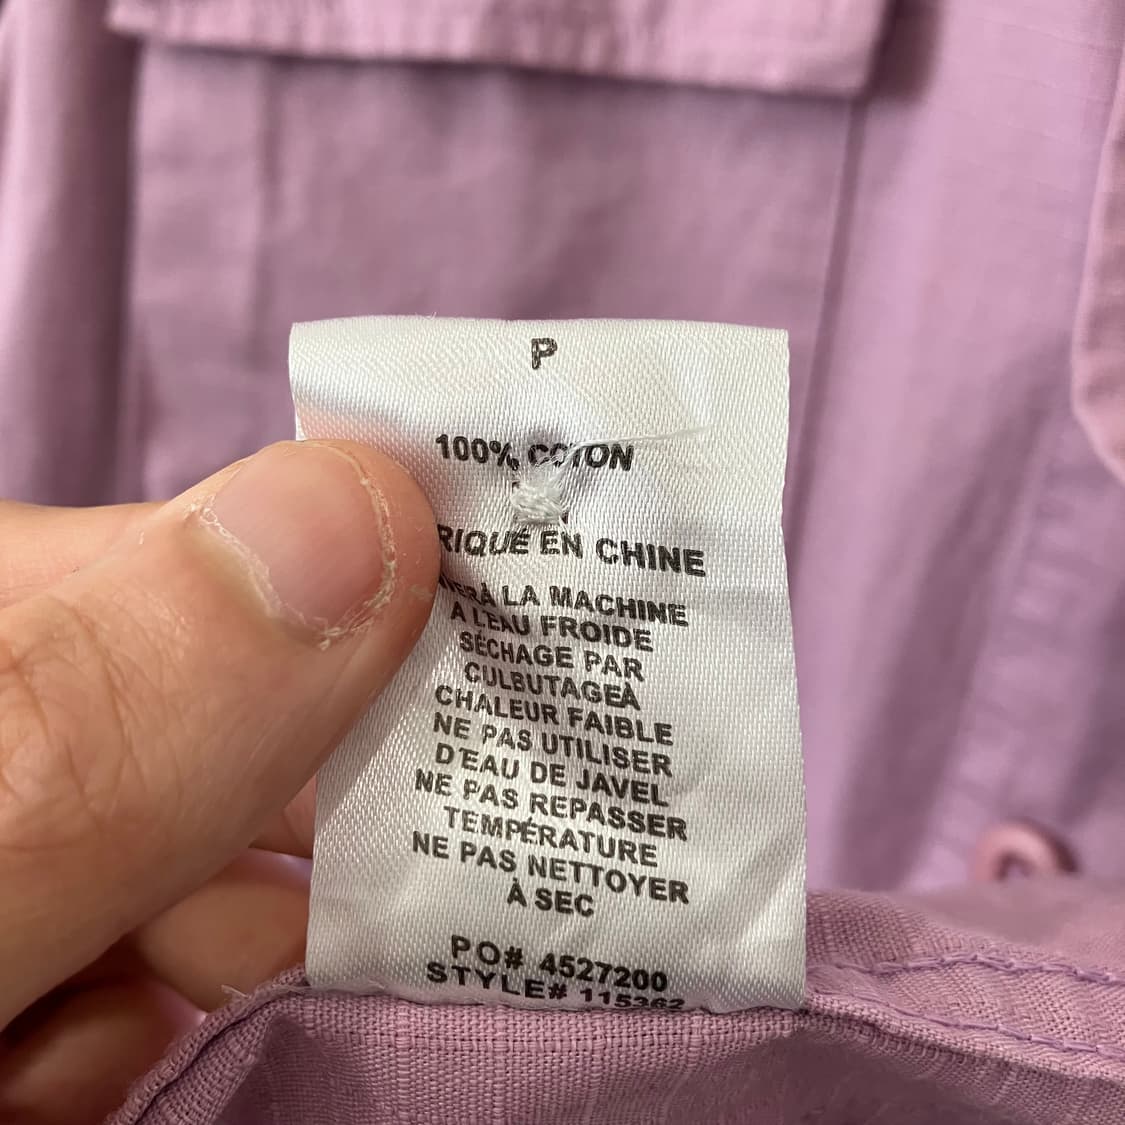 P
100% COTON
RIQUÉ EN CHINE
À LA MACHINE
A L'EAU FROIDE
SÉCHAGE PAR
CULBUTAGEÀ
CHALEUR FAIBLE
NE PAS UTILISER
D'EAU DE JAVEL
NE PAS REPASSER
TEMPÉRATURE
NE PAS NETTOYER
À SEC
PO# 4527200
STYLE# 115362